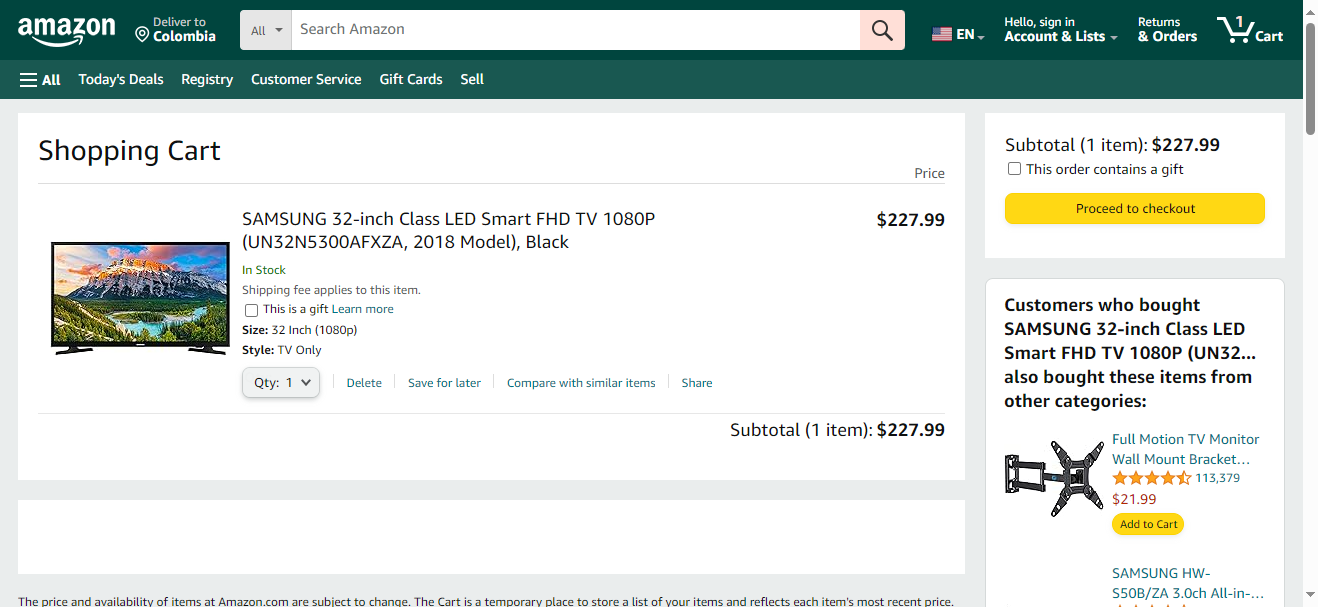 amazon
Deliver to
Colombia
All
Search Amazon
EN
Hello, sign in
Account & Lists
Returns
& Orders
1
Cart
All
Today's Deals
Registry
Customer Service
Gift Cards
Sell
Shopping Cart
Price
SAMSUNG 32-inch Class LED Smart FHD TV 1080P
(UN32N5300AFXZA, 2018 Model), Black
$227.99
In Stock
Shipping fee applies to this item.
This is a gift Learn more
Size: 32 Inch (1080p)
Style: TV Only
Qty: 1
Delete
Save for later
Compare with similar items
Share
Subtotal (1 item): $227.99
Subtotal (1 item): $227.99
This order contains a gift
Proceed to checkout
Customers who bought
SAMSUNG 32-inch Class LED
Smart FHD TV 1080P (UN32...
also bought these items from
other categories:
Full Motion TV Monitor
Wall Mount Bracket...
113,379
$21.99
Add to Cart
SAMSUNG HW-
S50B/ZA 3.0ch All-in-...
The price and availability of items at Amazon.com are subject to change. The Cart is a temporary place to store a list of your items and reflects each item's most recent price.